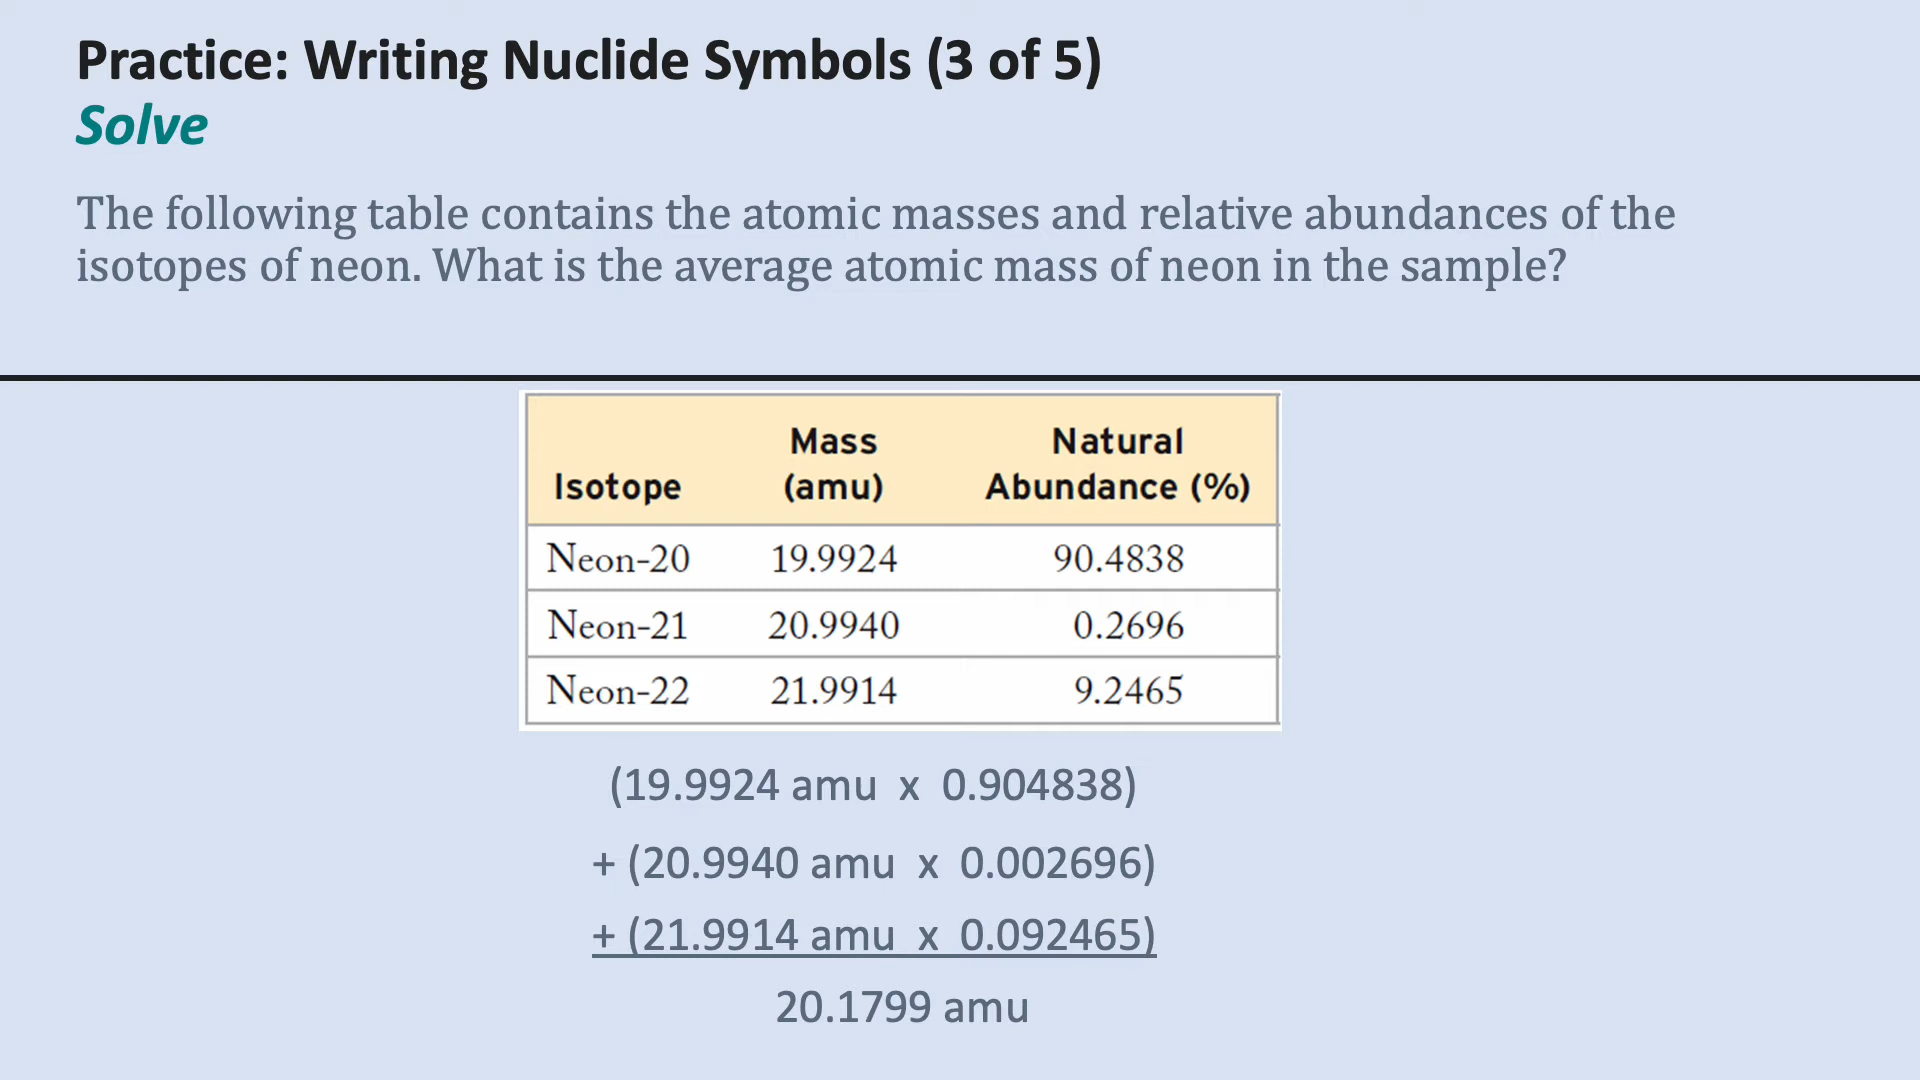 Practice: Writing Nuclide Symbols (3 of 5)
Solve
The following table contains the atomic masses and relative abundances of the
isotopes of neon. What is the average atomic mass of neon in the sample?
Isotope Mass (amu) Natural Abundance (%)
Neon-20 19.9924 90.4838
Neon-21 20.9940 0.2696
Neon-22 21.9914 9.2465
(19.9924 amu x 0.904838)
+ (20.9940 amu x 0.002696)
+ (21.9914 amu x 0.092465)
20.1799 amu